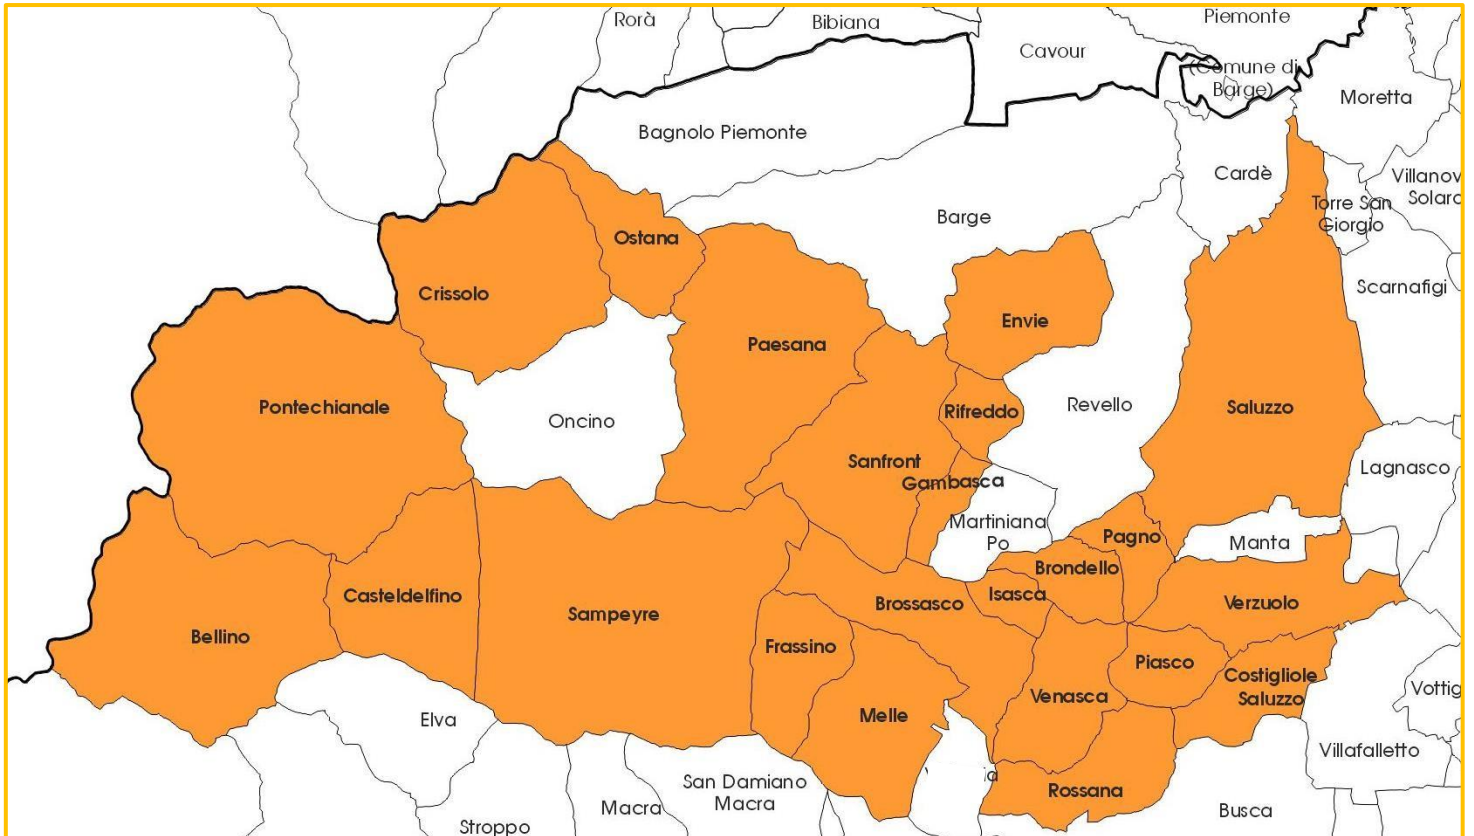 Rorà
Bibiana
Piemonte
Cavour
(Comune di
Barge)
Moretta
Bagnolo Piemonte
Cardè
Villanov
Solaro
Torre San
Giorgio
Barge
Ostana
Crissolo
Scarnafigi
Envie
Paesana
Pontechianale
Oncino
Rifreddo
Revello
Saluzzo
Sanfront
Gambasca
Lagnasco
Martiniana
Po
Pagno
Manta
Brondello
Isasca
Casteldelfino
Brossasco
Verzuolo
Sampeyre
Bellino
Frassino
Piasco
Costigliole
Saluzzo
Venasca
Vottig
Elva
Melle
Villafalletto
San Damiano
Macra
Rossana
Macra
Busca
Stroppo